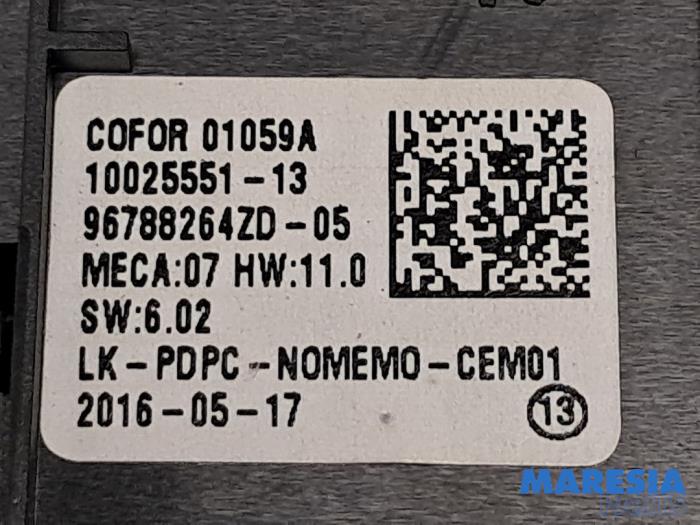 COFOR 01059A
10025551-13
96788264ZD-05
MECA:07 HW:11.0
SW:6.02
LK-PDPC-NOMEMO-CEM01
2016-05-17 13
MARESIA